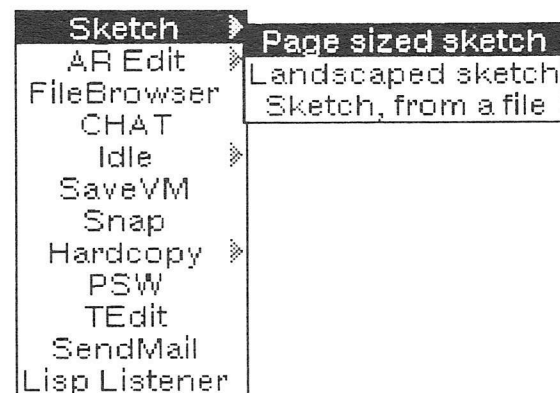 Sketch
AR Edit
FileBrowser
CHAT
Idle
SaveVM
Snap
Hardcopy
PSW
TEdit
SendMail
Lisp Listener
Page sized sketch
Landscaped sketch
Sketch, from a file